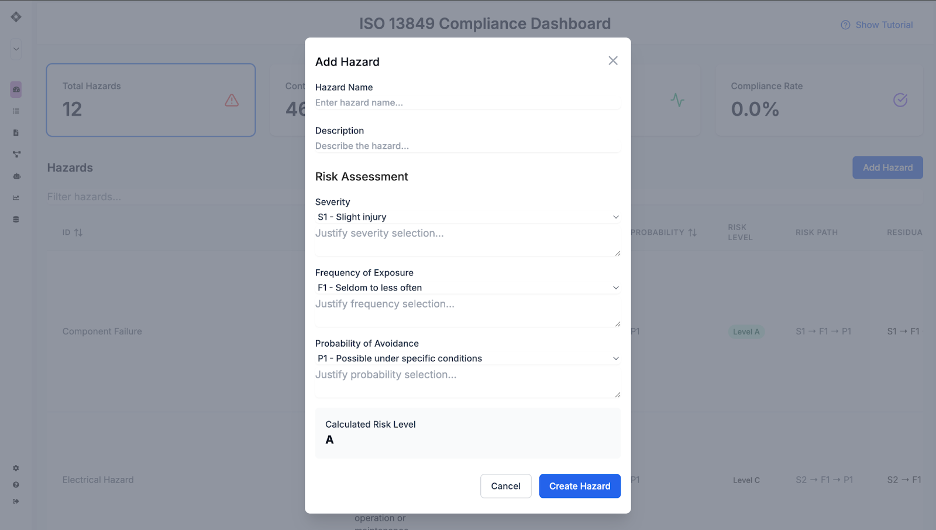 ISO 13849 Compliance Dashboard
Show Tutorial
Total Hazards
12
Cont
46
Compliance Rate
0.0%
Hazards
Add Hazard
Filter hazards...
ID
PROBABILITY
RISK
LEVEL
RISK PATH
RESIDUA
Component Failure
P1
Level A
S1 → F1 → P1
S1 → F1
Electrical Hazard
P1
Level C
S2 → F1 → P1
S2 → F1
operation or
Add Hazard
Hazard Name
Enter hazard name...
Description
Describe the hazard...
Risk Assessment
Severity
S1 - Slight injury
Justify severity selection...
Frequency of Exposure
F1 - Seldom to less often
Justify frequency selection...
Probability of Avoidance
P1 - Possible under specific conditions
Justify probability selection...
Calculated Risk Level
A
Cancel
Create Hazard